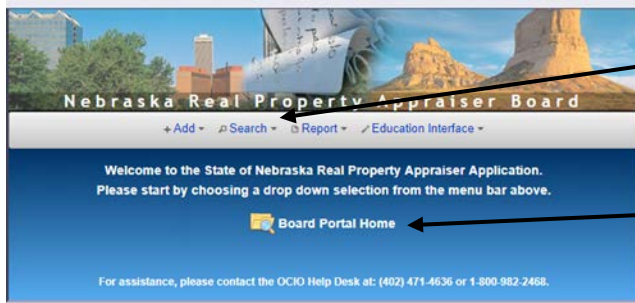 Nebraska Real Property Appraiser Board
+ Add Search Report Education Interface
Welcome to the State of Nebraska Real Property Appraiser Application.
Please start by choosing a drop down selection from the menu bar above.
Board Portal Home
For assistance, please contact the OCIO Help Desk at: (402) 471-4636 or 1-800-982-2468.